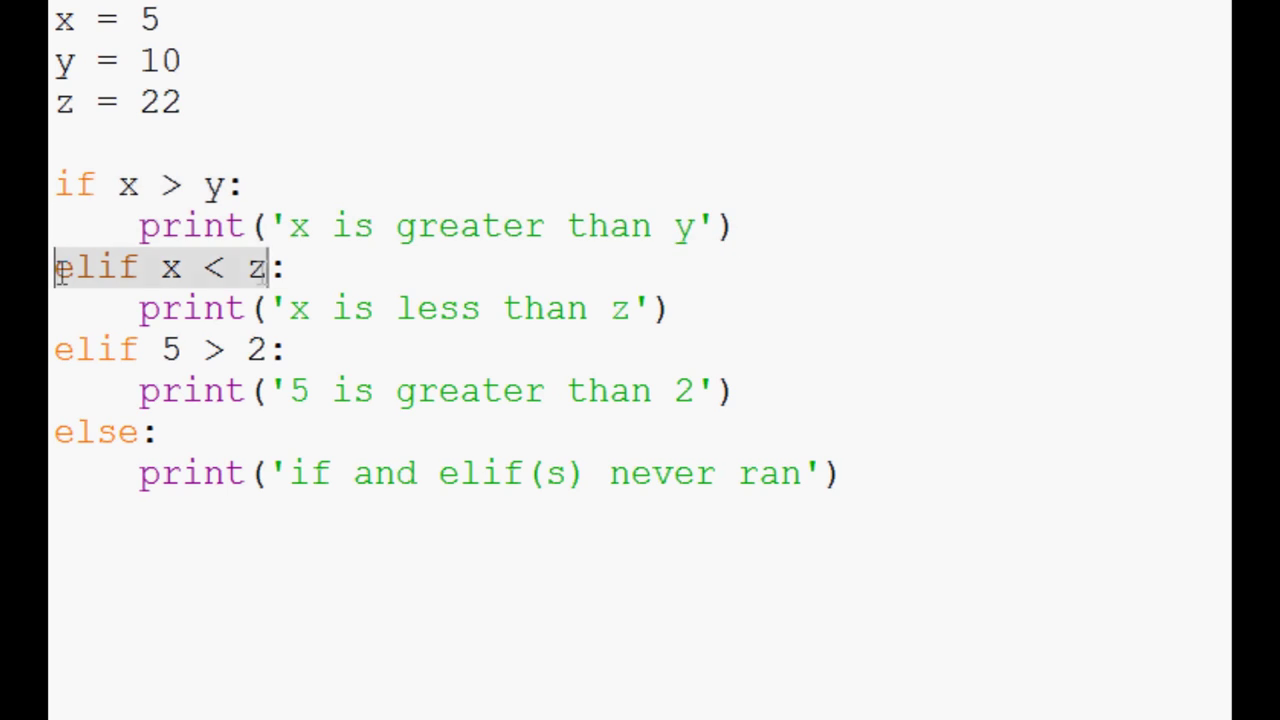 x = 5
y = 10
z = 22
if x > y:
    print('x is greater than y')
elif x < z:
    print('x is less than z')
elif 5 > 2:
    print('5 is greater than 2')
else:
    print('if and elif(s) never ran')